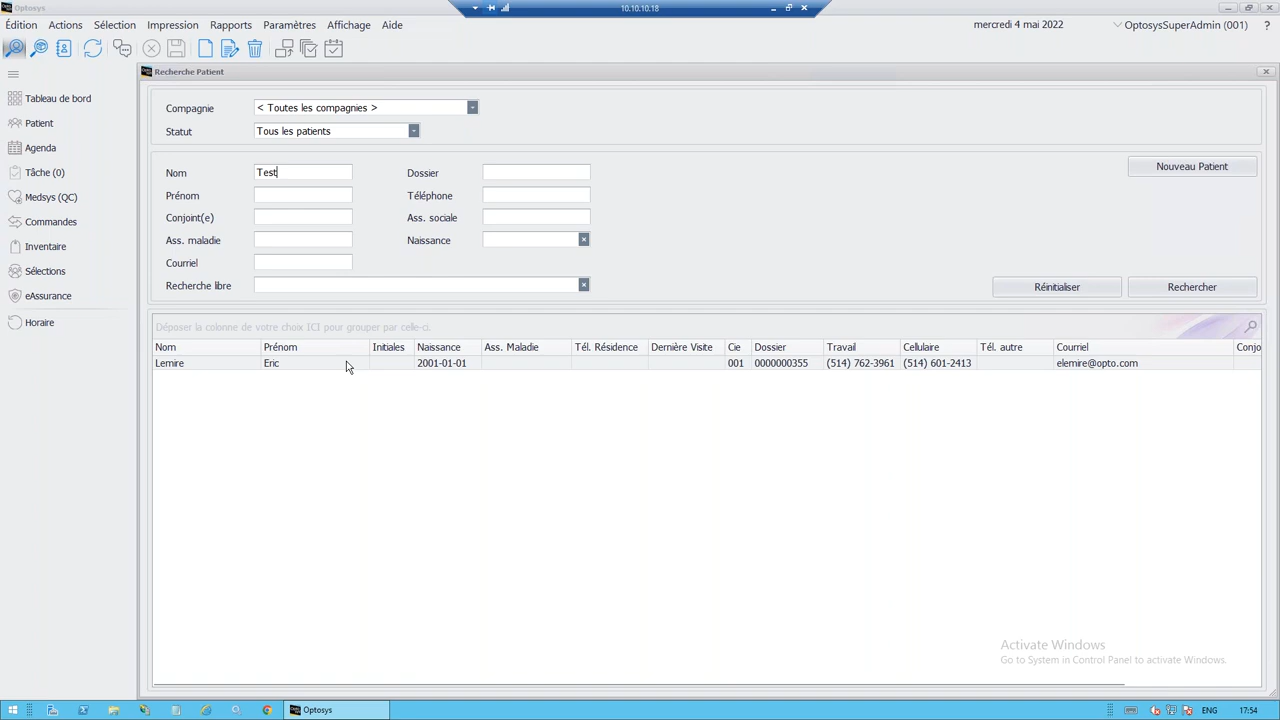 Optosys
10.10.10.18
Édition Actions Sélection Impression Rapports Paramètres Affichage Aide
mercredi 4 mai 2022
OptosysSuperAdmin (001) ?
Recherche Patient
Tableau de bord
Patient
Agenda
Tâche (0)
Medsys (QC)
Commandes
Inventaire
Sélections
eAssurance
Horaire
Compagnie < Toutes les compagnies >
Statut Tous les patients
Nom Test Dossier
Nouveau Patient
Prénom Téléphone
Conjoint(e) Ass. sociale
Ass. maladie Naissance
Courriel
Recherche libre
Réinitialiser Rechercher
Déposer la colonne de votre choix ICI pour grouper par celle-ci.
Nom Prénom Initiales Naissance Ass. Maladie Tél. Résidence Dernière Visite Cie Dossier Travail Cellulaire Tél. autre Courriel Conjo
Lemire Eric 2001-01-01 001 0000000355 (514) 762-3961 (514) 601-2413 elemire@opto.com
Activate Windows
Go to System in Control Panel to activate Windows.
Optosys
ENG 17:54